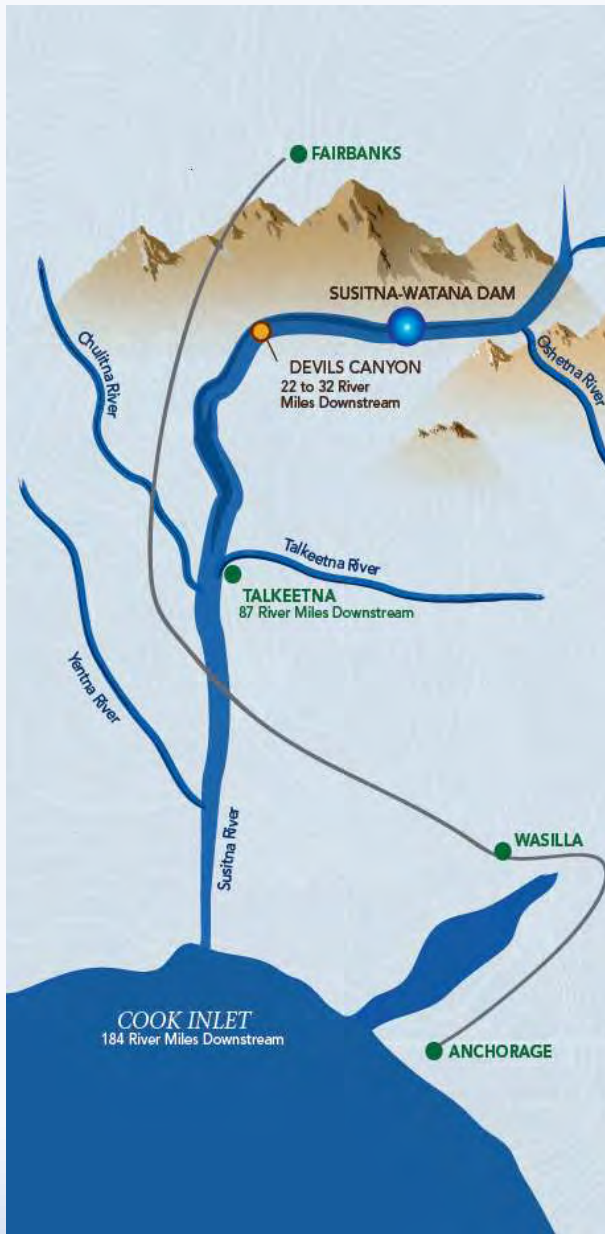 FAIRBANKS
SUSITNA-WATANA DAM
Chulitna River
DEVILS CANYON
22 to 32 River
Miles Downstream
Oshetna River
Talkeetna River
TALKEETNA
87 River Miles Downstream
Yentna River
Susitna River
WASILLA
COOK INLET
184 River Miles Downstream
ANCHORAGE